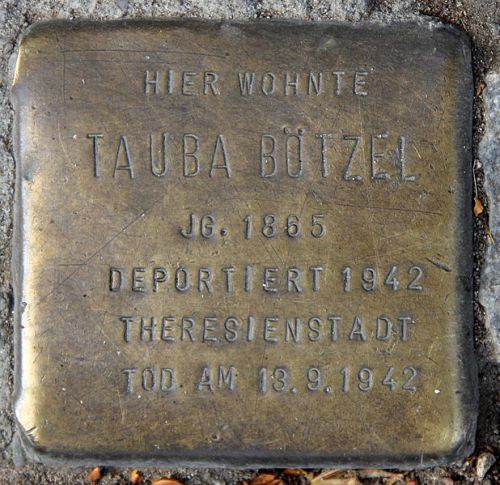 HIER WOHNTE
TAUBA BÖTZEL
JG. 1865
DEPORTIERT 1942
THERESIENSTADT
TOD AM 13.9.1942